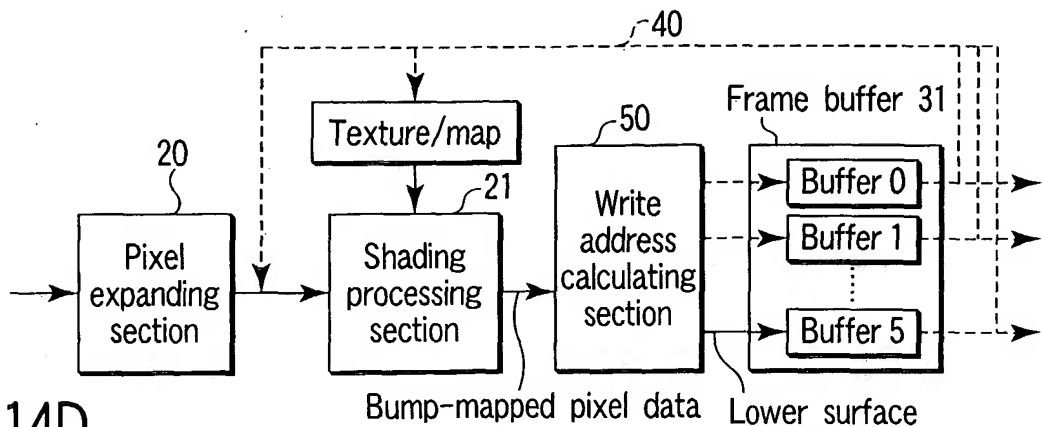 40
Frame buffer 31
Texture/map
50
20
21
Buffer 0
Pixel
expanding
section
Shading
processing
section
Write
address
calculating
section
Buffer 1
Buffer 5
Bump-mapped pixel data
Lower surface
14D